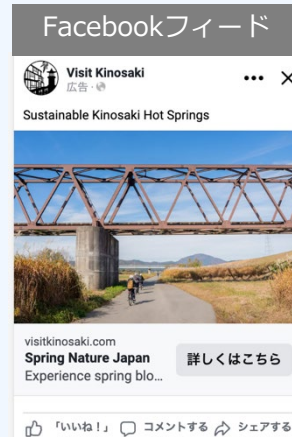 Facebookフィード
Visit Kinosaki
広告 ·
Sustainable Kinosaki Hot Springs
visitkinosaki.com
Spring Nature Japan
Experience spring blo...
詳しくはこちら
「いいね！」 コメントする シェアする